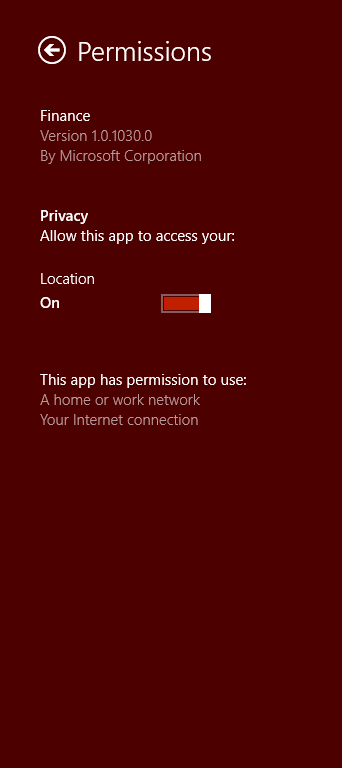 Permissions
Finance
Version 1.0.1030.0
By Microsoft Corporation
Privacy
Allow this app to access your:
Location
On
This app has permission to use:
A home or work network
Your Internet connection